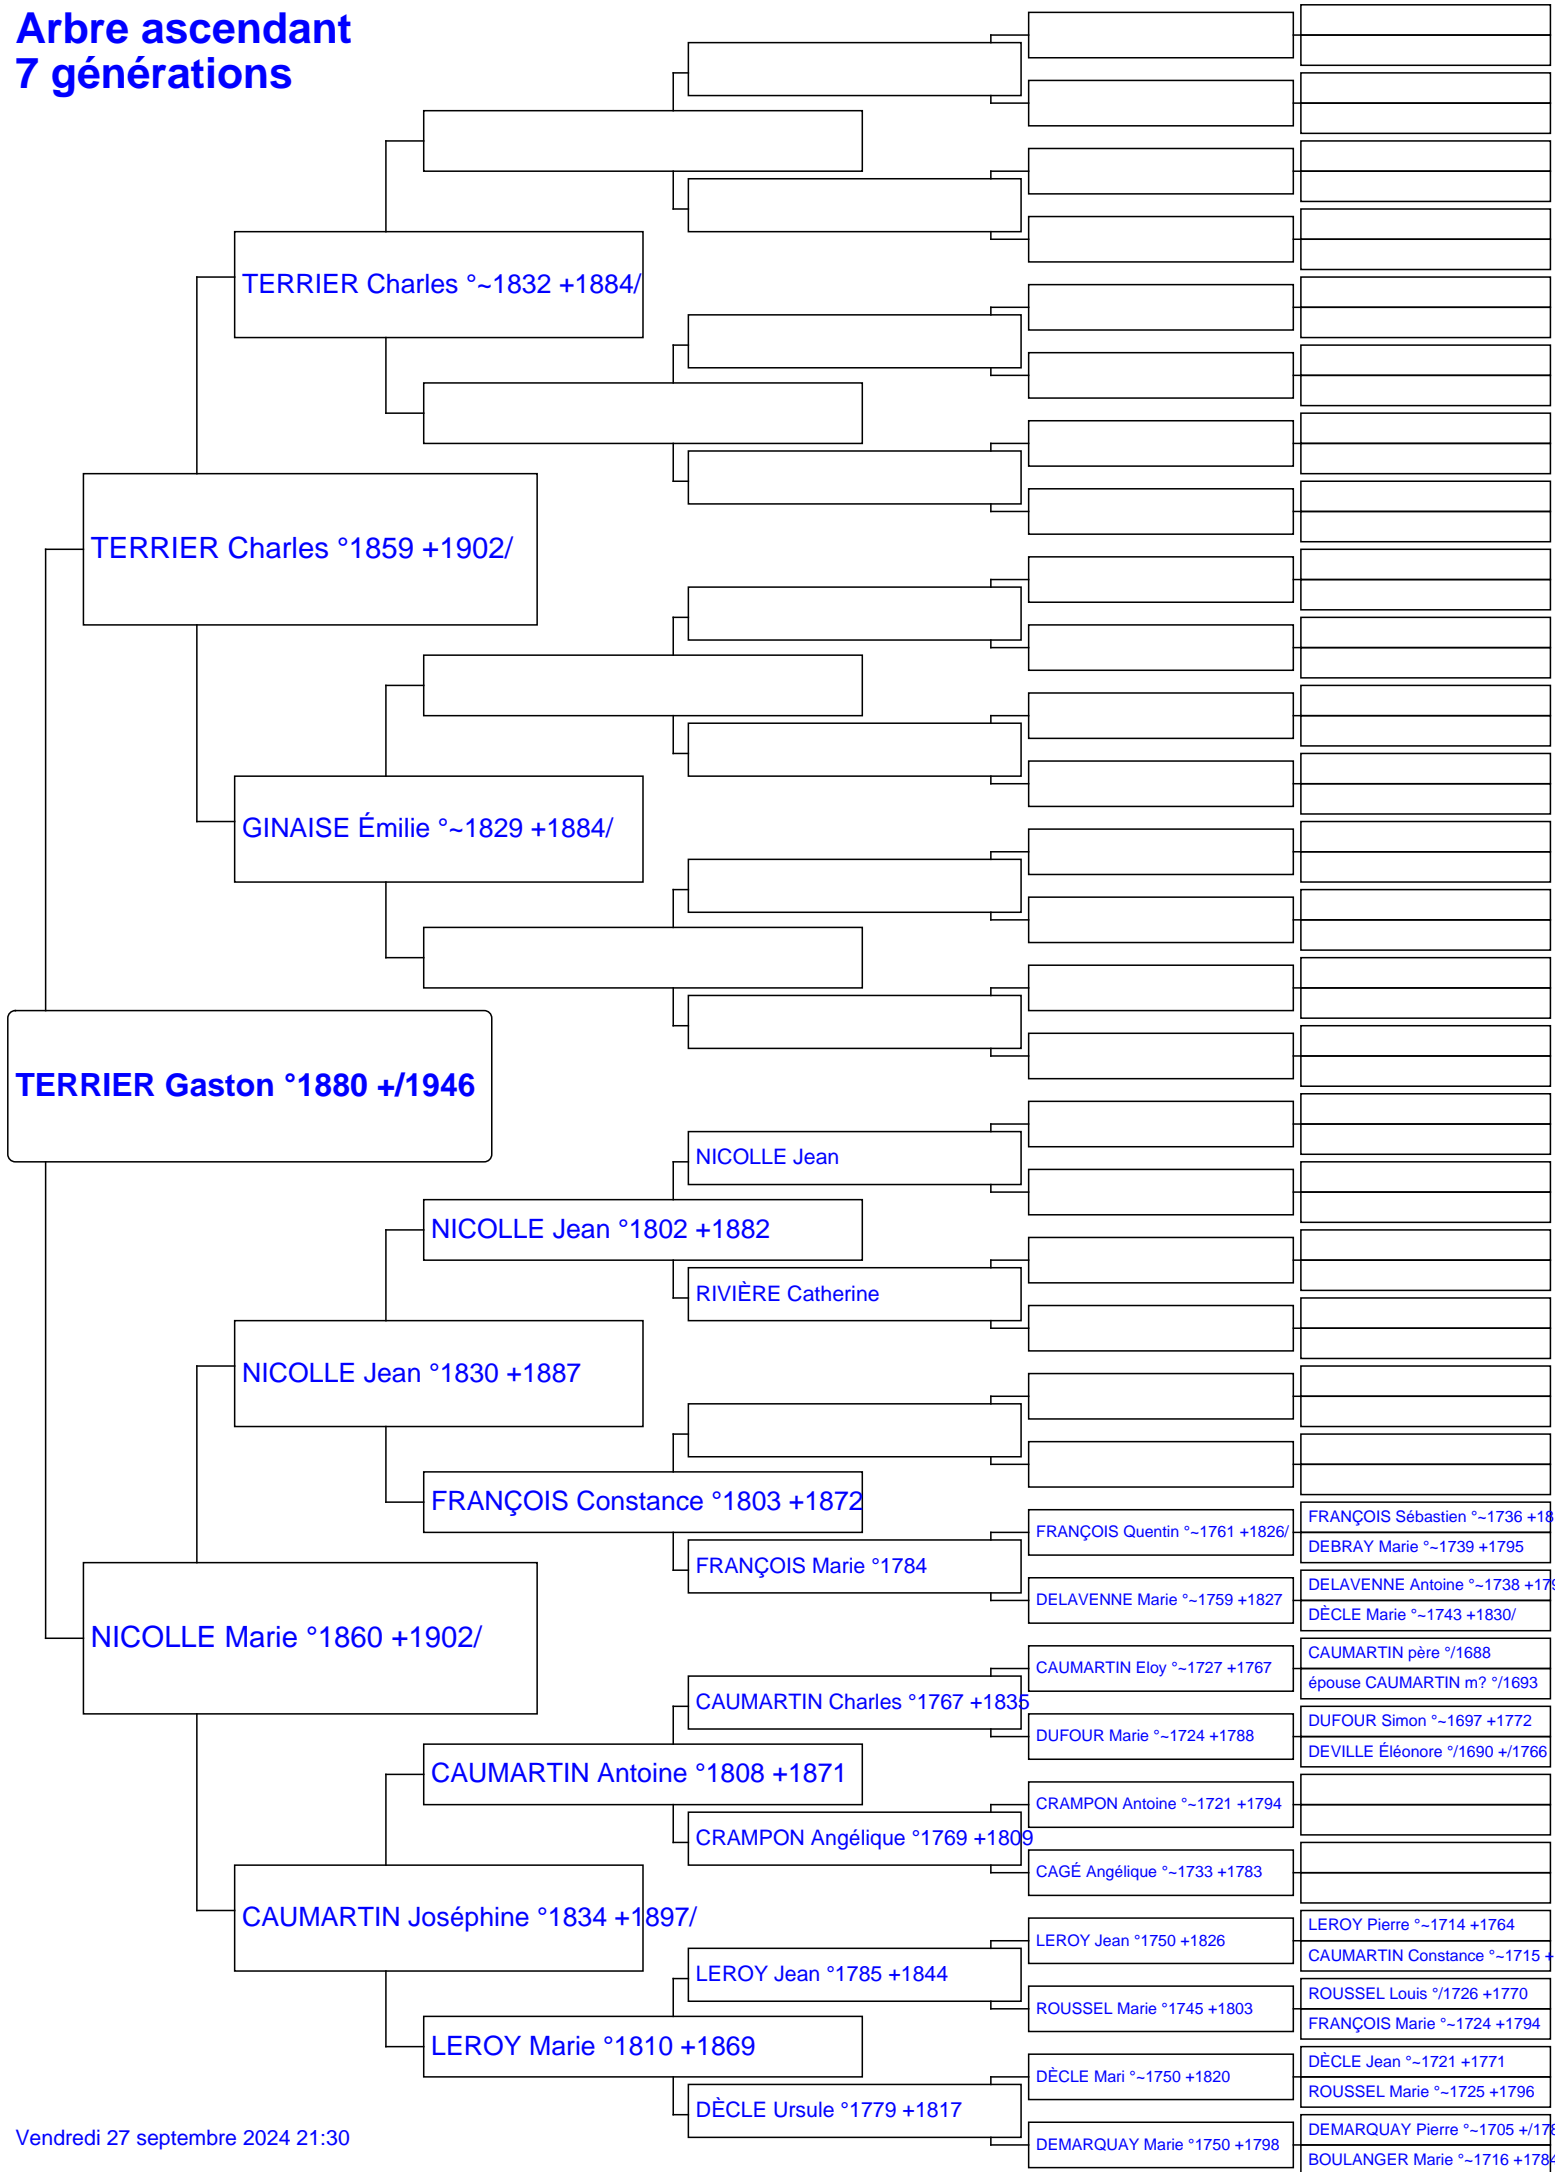 Arbre ascendant
7 générations
TERRIER Charles °~1832 +1884/
TERRIER Charles °1859 +1902/
GINAISE Émilie °~1829 +1884/
TERRIER Gaston °1880 +/1946
NICOLLE Jean
NICOLLE Jean °1802 +1882
RIVIÈRE Catherine
NICOLLE Jean °1830 +1887
FRANÇOIS Constance °1803 +1872
FRANÇOIS Sébastien °~1736 +18
FRANÇOIS Quentin °~1761 +1826/
DEBRAY Marie °~1739 +1795
FRANÇOIS Marie °1784
DELAVENNE Antoine °~1738 +179
DELAVENNE Marie °~1759 +1827
DÈCLE Marie °~1743 +1830/
NICOLLE Marie °1860 +1902/
CAUMARTIN père °/1688
CAUMARTIN Eloy °~1727 +1767
épouse CAUMARTIN m? °/1693
CAUMARTIN Charles °1767 +1835
DUFOUR Simon °~1697 +1772
DUFOUR Marie °~1724 +1788
DEVILLE Éléonore °/1690 +/1766
CAUMARTIN Antoine °1808 +1871
CRAMPON Antoine °~1721 +1794
CRAMPON Angélique °1769 +1809
CAGÉ Angélique °~1733 +1783
CAUMARTIN Joséphine °1834 +1897/
LEROY Pierre °~1714 +1764
LEROY Jean °1750 +1826
CAUMARTIN Constance °~1715 +
LEROY Jean °1785 +1844
ROUSSEL Louis °/1726 +1770
ROUSSEL Marie °1745 +1803
FRANÇOIS Marie °~1724 +1794
LEROY Marie °1810 +1869
DÈCLE Jean °~1721 +1771
DÈCLE Mari °~1750 +1820
ROUSSEL Marie °~1725 +1796
DÈCLE Ursule °1779 +1817
DEMARQUAY Pierre °~1705 +/178
DEMARQUAY Marie °1750 +1798
BOULANGER Marie °~1716 +1784
Vendredi 27 septembre 2024 21:30